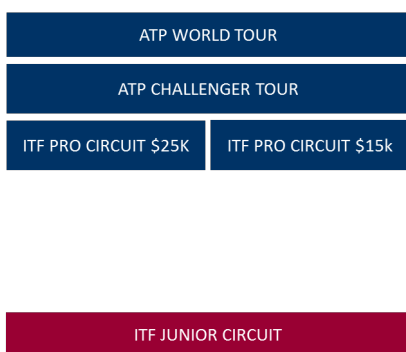 ATP WORLD TOUR
ATP CHALLENGER TOUR
ITF PRO CIRCUIT $25K
ITF PRO CIRCUIT $15k
ITF JUNIOR CIRCUIT